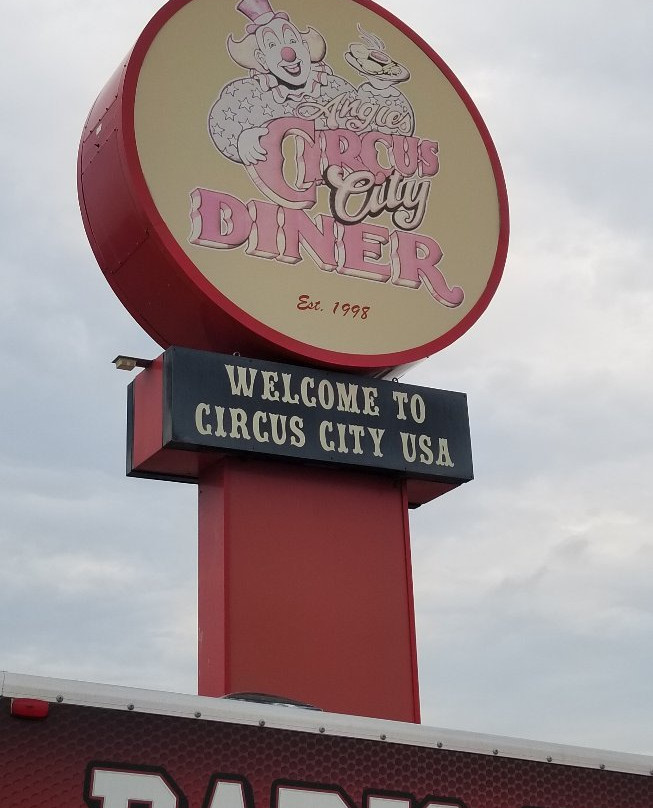 Angie's
CIRCUS
City
DINER
Est. 1998
WELCOME TO
CIRCUS CITY USA